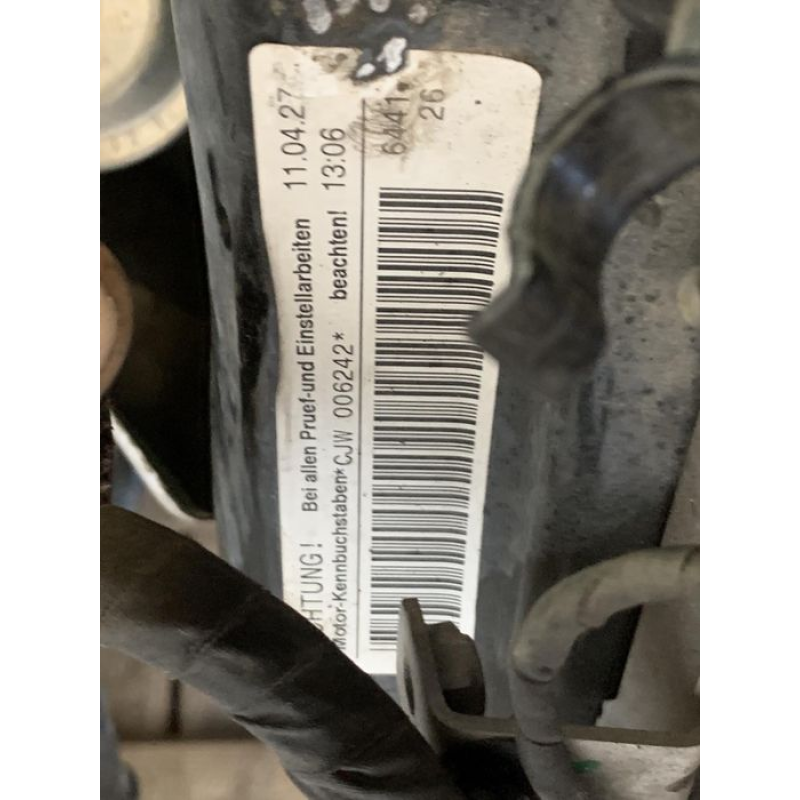 HTUNG! Bei allen Pruef-und Einstellarbeiten 11.04.27
Motor-Kennbuchstaben*CJW 006242* beachten! 13:06
6441
26